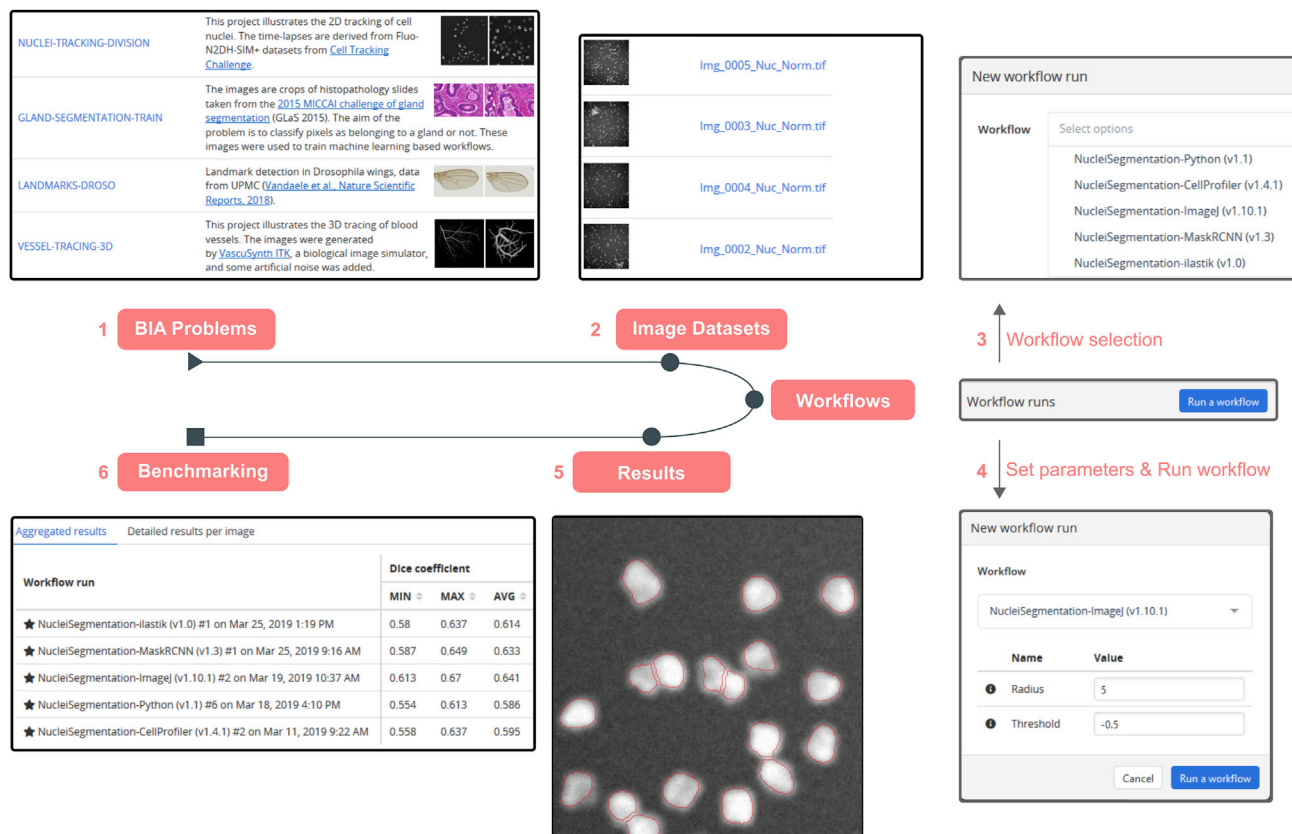 NUCLEI-TRACKING-DIVISION
This project illustrates the 2D tracking of cell
nuclei. The time-lapses are derived from Fluo-
N2DH-SIM+ datasets from Cell Tracking
Challenge.
GLAND-SEGMENTATION-TRAIN
The images are crops of histopathology slides
taken from the 2015 MICCAI challenge of gland
segmentation (GLaS 2015). The aim of the
problem is to classify pixels as belonging to a gland or not. These
images were used to train machine learning based workflows.
LANDMARKS-DROSO
Landmark detection in Drosophila wings, data
from UPMC (Vandaele et al., Nature Scientific
Reports, 2018).
VESSEL-TRACING-3D
This project illustrates the 3D tracing of blood
vessels. The images were generated
by VascuSynth ITK, a biological image simulator,
and some artificial noise was added.
Img_0005_Nuc_Norm.tif
Img_0003_Nuc_Norm.tif
Img_0004_Nuc_Norm.tif
Img_0002_Nuc_Norm.tif
New workflow run
Workflow
Select options
NucleiSegmentation-Python (v1.1)
NucleiSegmentation-CellProfiler (v1.4.1)
NucleiSegmentation-ImageJ (v1.10.1)
NucleiSegmentation-MaskRCNN (v1.3)
NucleiSegmentation-ilastik (v1.0)
1 BIA Problems
2 Image Datasets
3 Workflow selection
Workflows
Workflow runs Run a workflow
6 Benchmarking
5 Results
4 Set parameters & Run workflow
Aggregated results Detailed results per image
Workflow run Dice coefficient
MIN MAX AVG
★ NucleiSegmentation-ilastik (v1.0) #1 on Mar 25, 2019 1:19 PM 0.58 0.637 0.614
★ NucleiSegmentation-MaskRCNN (v1.3) #1 on Mar 25, 2019 9:16 AM 0.587 0.649 0.633
★ NucleiSegmentation-ImageJ (v1.10.1) #2 on Mar 19, 2019 10:37 AM 0.613 0.67 0.641
★ NucleiSegmentation-Python (v1.1) #6 on Mar 18, 2019 4:10 PM 0.554 0.613 0.586
★ NucleiSegmentation-CellProfiler (v1.4.1) #2 on Mar 11, 2019 9:22 AM 0.558 0.637 0.595
New workflow run
Workflow
NucleiSegmentation-ImageJ (v1.10.1)
Name Value
Radius 5
Threshold -0.5
Cancel Run a workflow